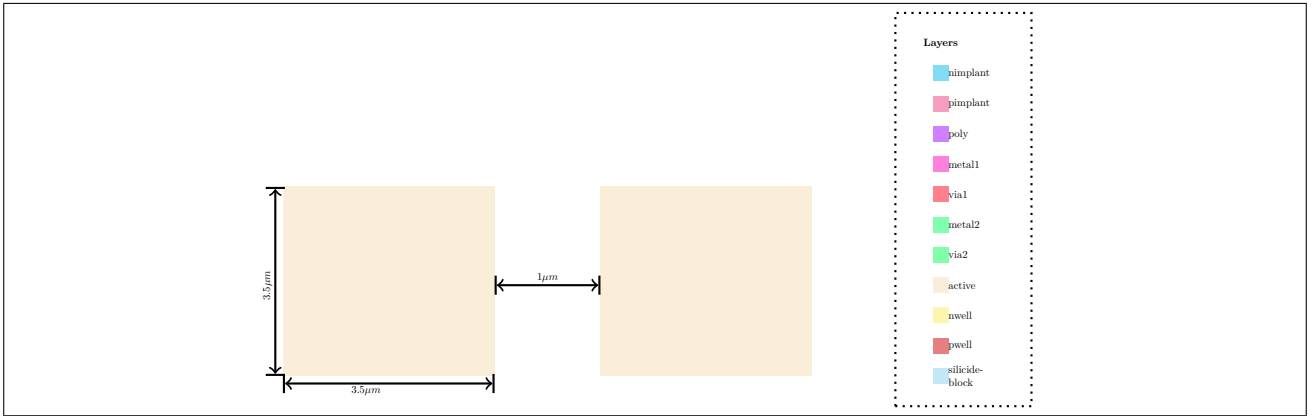 Layers
nimplant
pimplant
poly
metal1
via1
metal2
via2
active
nwell
pwell
silicide-
block
3.5μm
1μm
3.5μm